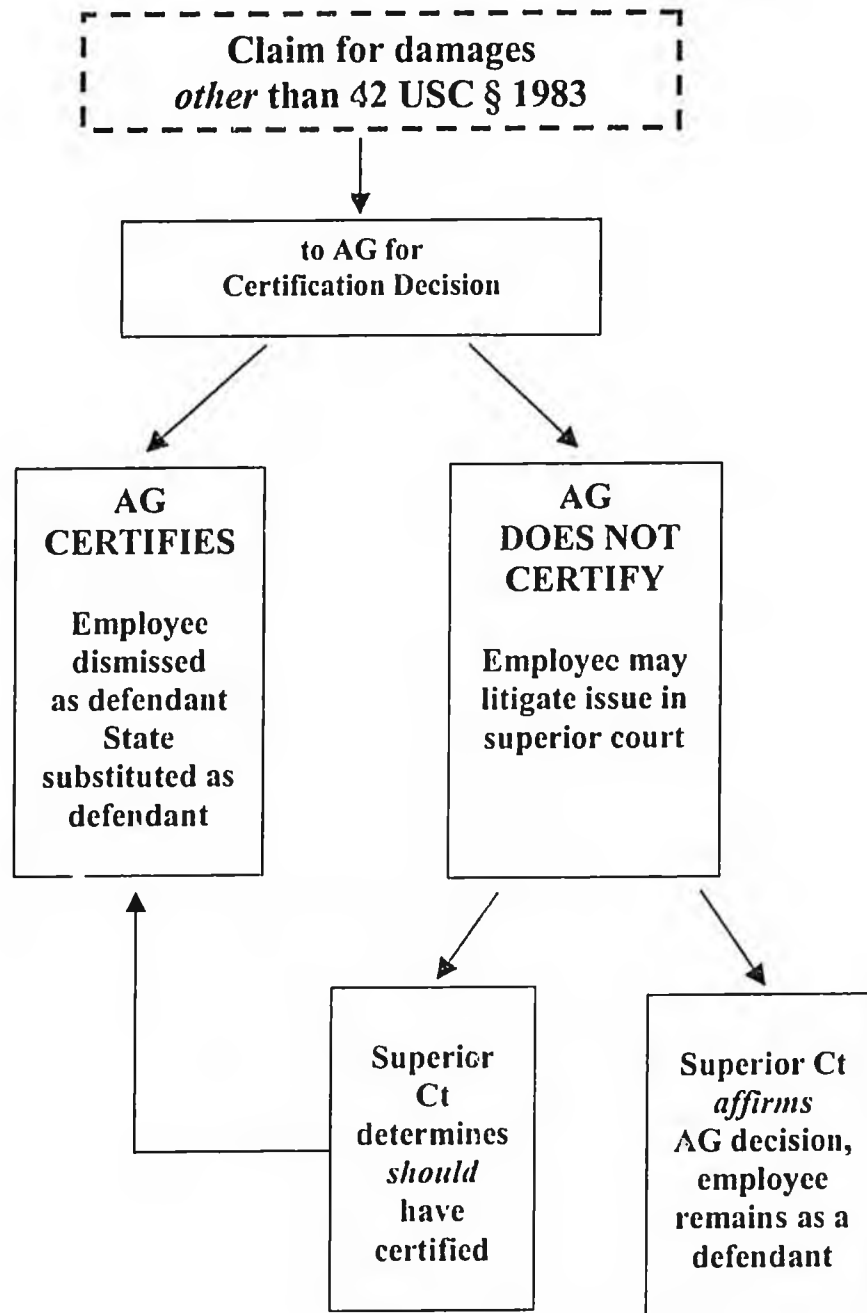 Claim for damages
other than 42 USC § 1983
to AG for
Certification Decision
AG
CERTIFIES
Employee
dismissed
as defendant
State
substituted as
defendant
AG
DOES NOT
CERTIFY
Employee may
litigate issue in
superior court
Superior
Ct
determines
should
have
certified
Superior Ct
affirms
AG decision,
employee
remains as a
defendant